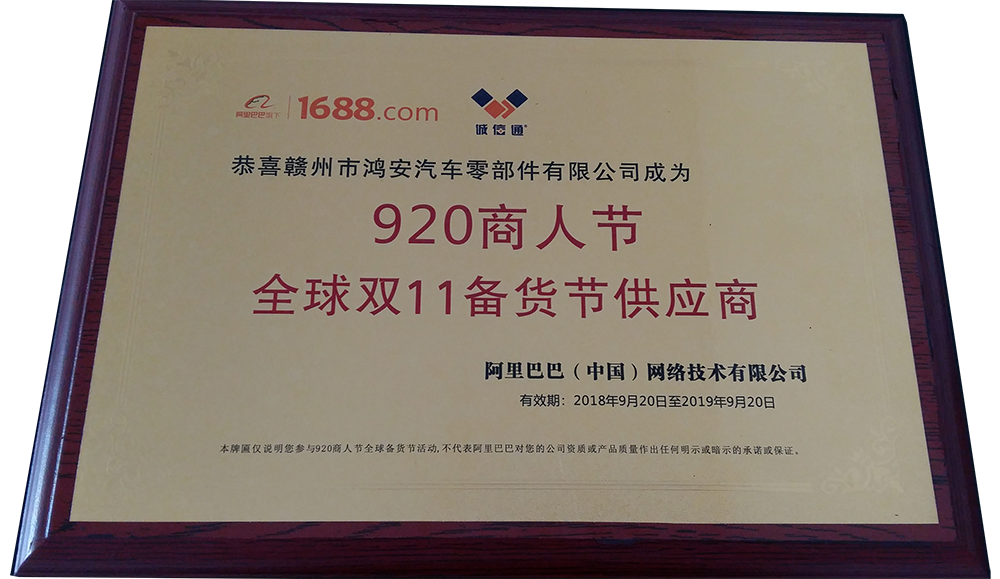 阿里巴巴旗下 1688.com 诚信通
恭喜赣州市鸿安汽车零部件有限公司成为
920商人节
全球双11备货节供应商
阿里巴巴（中国）网络技术有限公司
有效期：2018年9月20日至2019年9月20日
本牌匾仅说明您参与920商人节全球备货节活动,不代表阿里巴巴对您的公司资质或产品质量作出任何明示或暗示的承诺或保证。